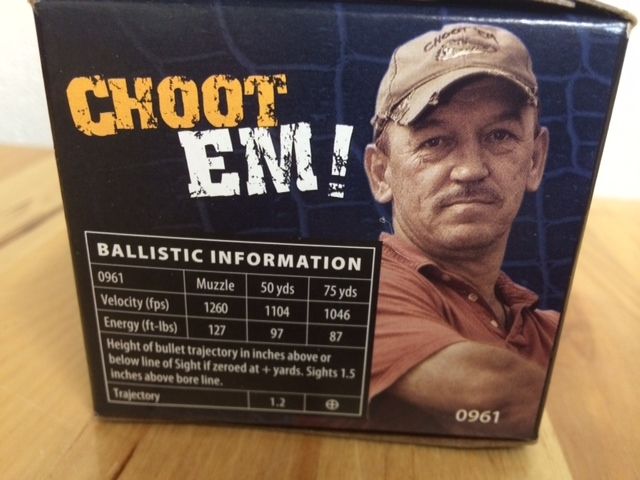 CHOOT 'EM
CHOOT
EM!
BALLISTIC INFORMATION
0961 Muzzle 50 yds 75 yds
Velocity (fps) 1260 1104 1046
Energy (ft-lbs) 127 97 87
Height of bullet trajectory in inches above or
below line of Sight if zeroed at + yards. Sights 1.5
inches above bore line.
Trajectory 1.2 ⊕
0961